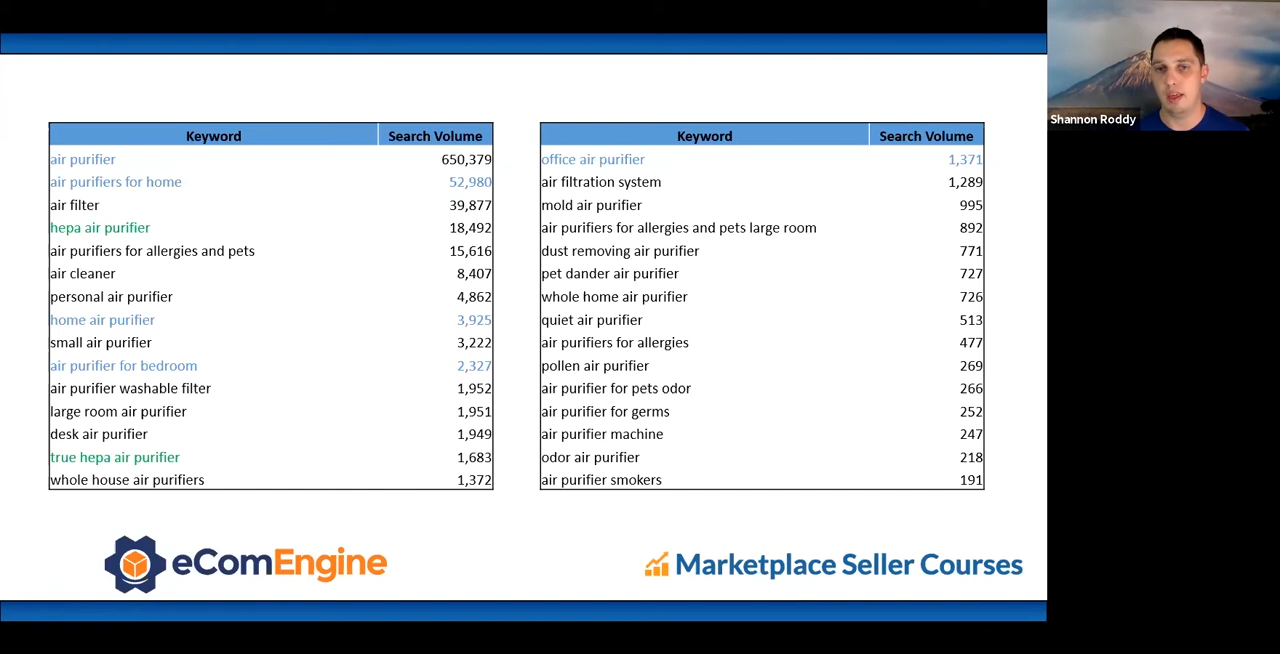 Keyword Search Volume
air purifier 650,379
air purifiers for home 52,980
air filter 39,877
hepa air purifier 18,492
air purifiers for allergies and pets 15,616
air cleaner 8,407
personal air purifier 4,862
home air purifier 3,925
small air purifier 3,222
air purifier for bedroom 2,327
air purifier washable filter 1,952
large room air purifier 1,951
desk air purifier 1,949
true hepa air purifier 1,683
whole house air purifiers 1,372
Keyword Search Volume
office air purifier 1,371
air filtration system 1,289
mold air purifier 995
air purifiers for allergies and pets large room 892
dust removing air purifier 771
pet dander air purifier 727
whole home air purifier 726
quiet air purifier 513
air purifiers for allergies 477
pollen air purifier 269
air purifier for pets odor 266
air purifier for germs 252
air purifier machine 247
odor air purifier 218
air purifier smokers 191
Shannon Roddy
eComEngine
Marketplace Seller Courses